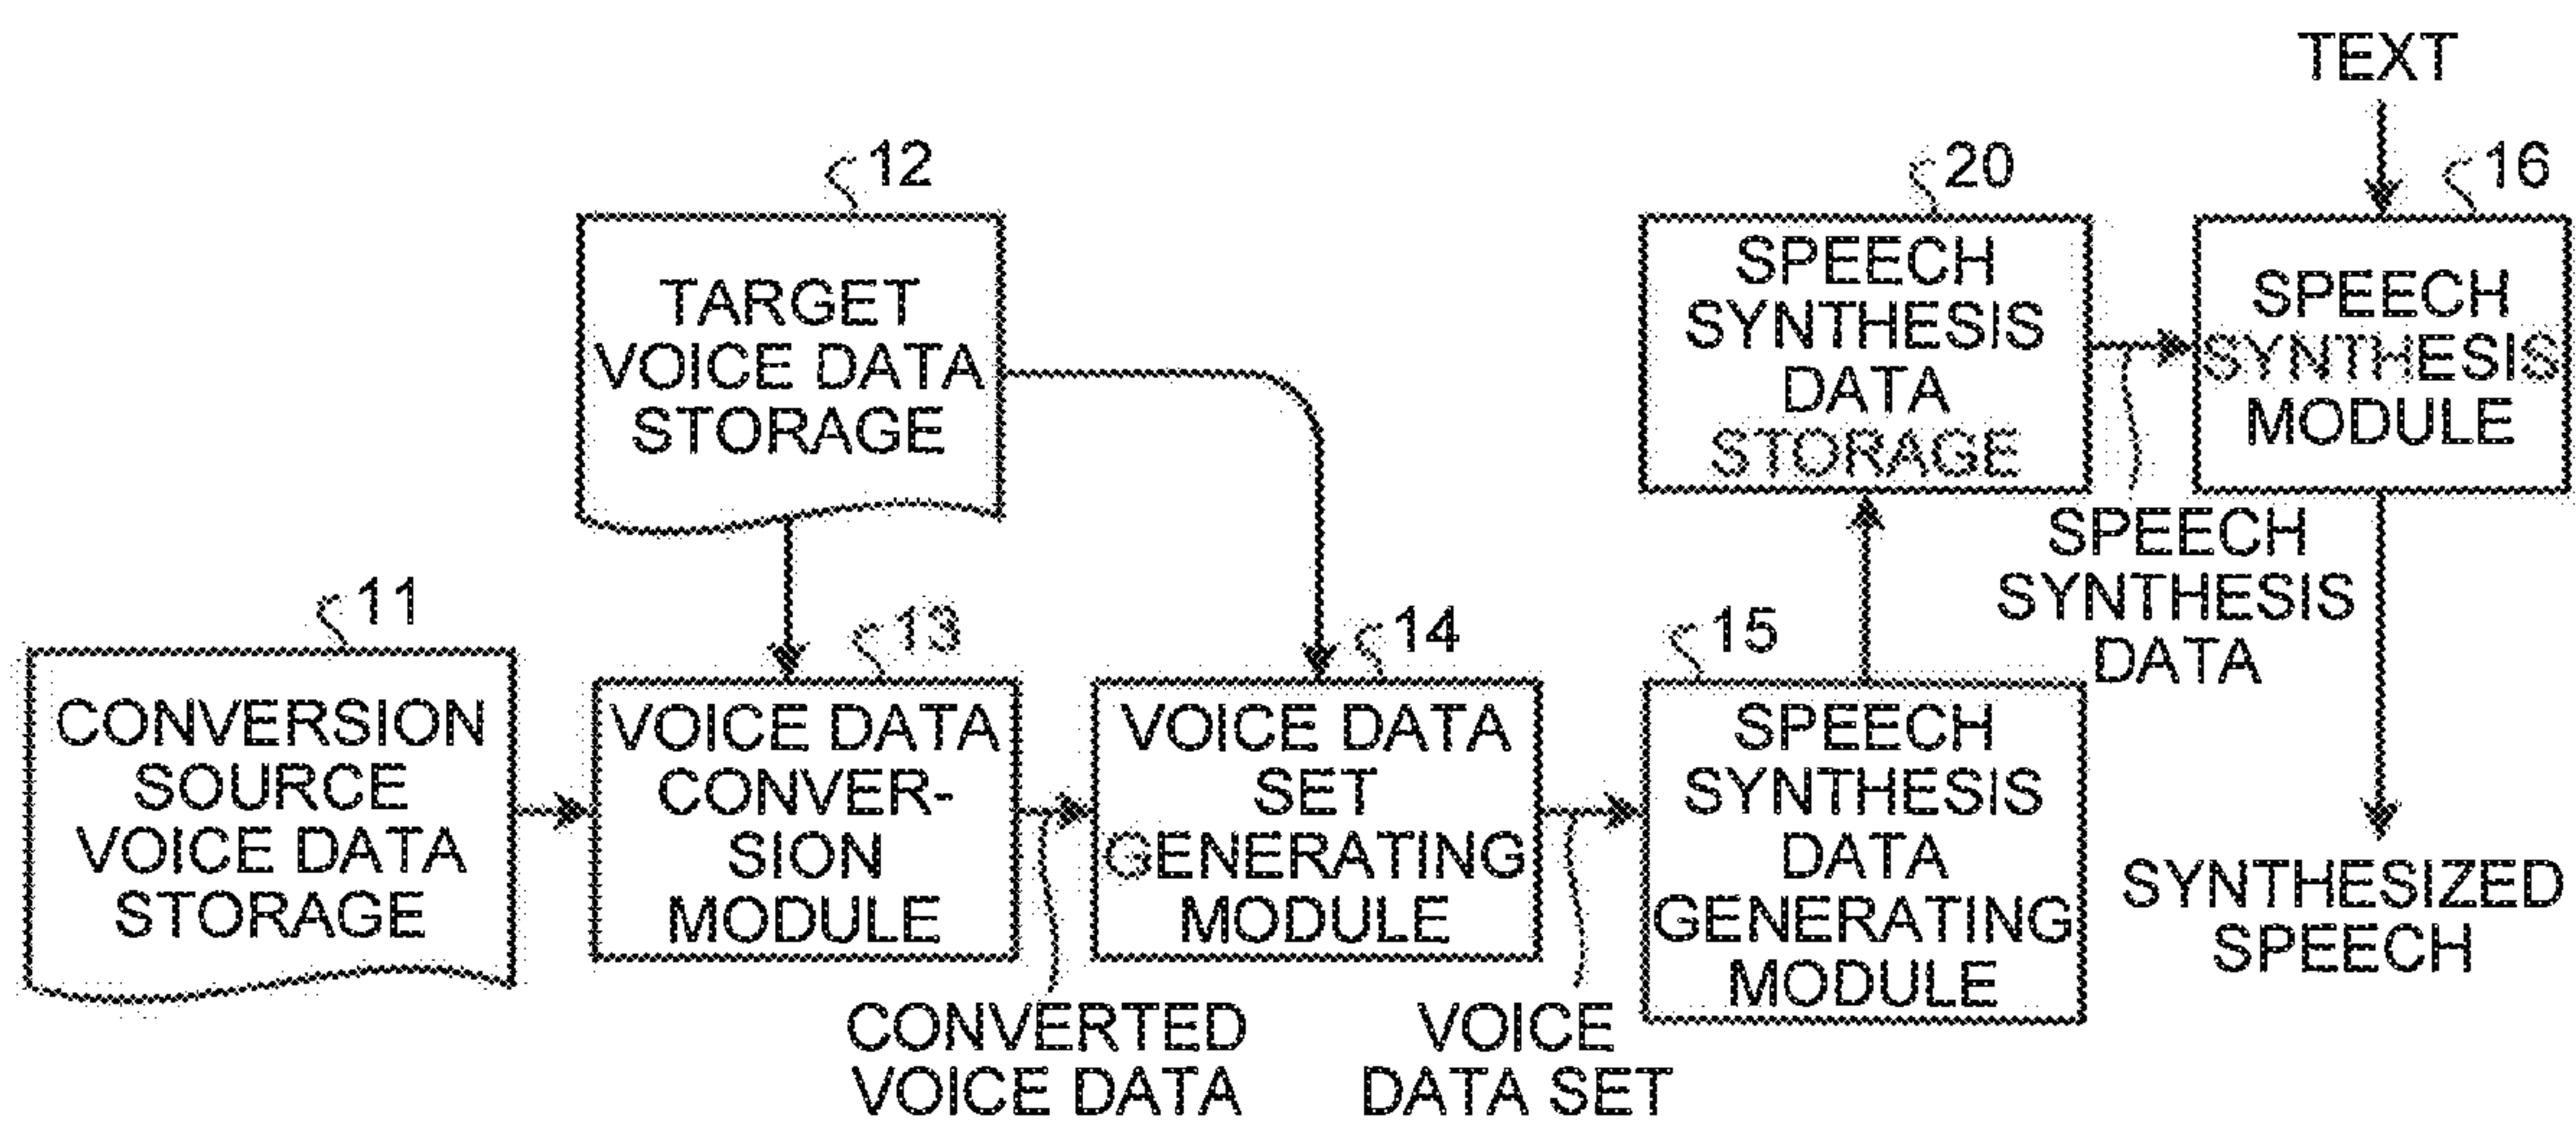 TEXT
12
20
16
TARGET
VOICE DATA
STORAGE
SPEECH
SYNTHESIS
DATA
STORAGE
SPEECH
SYNTHESIS
MODULE
SPEECH
SYNTHESIS
DATA
11
13
14
15
CONVERSION
SOURCE
VOICE DATA
STORAGE
VOICE DATA
CONVER-
SION
MODULE
VOICE DATA
SET
GENERATING
MODULE
SPEECH
SYNTHESIS
DATA
GENERATING
MODULE
SYNTHESIZED
SPEECH
CONVERTED
VOICE DATA
VOICE
DATA SET